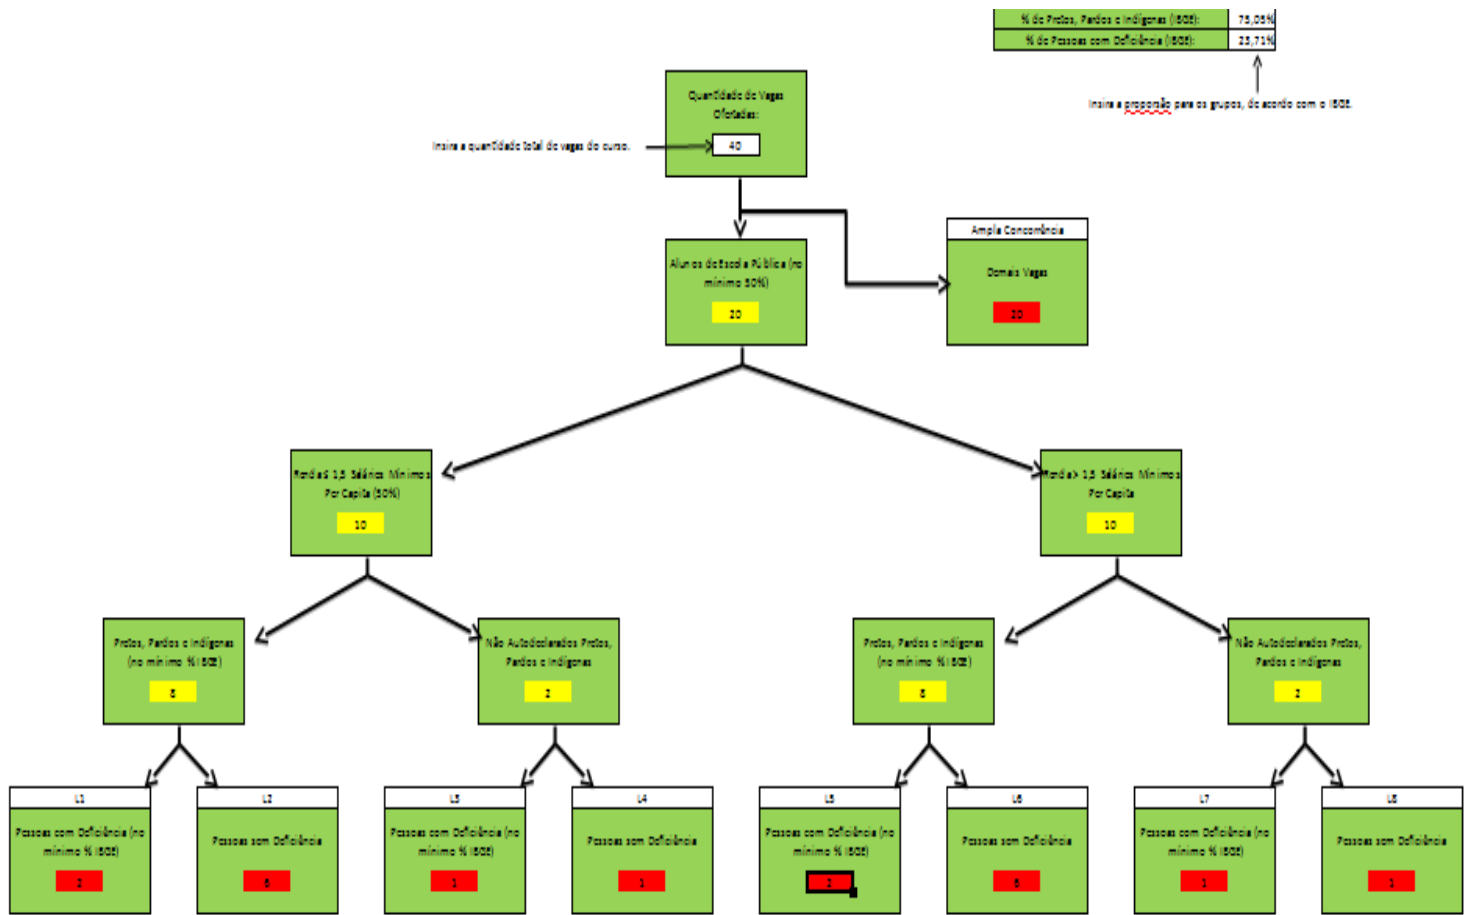 % de Pretos, Pardos e Indígenas (IBGE): 75,05%
% de Pessoas com Deficiência (IBGE): 23,71%
Insira a proporsão para os grupos, de acordo com o IBGE.
Quantidade de Vagas
Ofertadas:
Insira a quantidade total de vagas do curso.
40
Ampla Concorrência
Demais Vagas
20
Alunos de Escola Pública (no
mínimo 50%)
20
Renda ≤ 1,5 Salários Mínimos
Per Capita (50%)
10
Renda > 1,5 Salários Mínimos
Per Capita
10
Pretos, Pardos e Indígenas
(no mínimo % IBGE)
8
Não Autodeclarados Pretos,
Pardos e Indígenas
2
Pretos, Pardos e Indígenas
(no mínimo % IBGE)
8
Não Autodeclarados Pretos,
Pardos e Indígenas
2
L1
Pessoas com Deficiência (no
mínimo % IBGE)
2
L2
Pessoas sem Deficiência
6
L3
Pessoas com Deficiência (no
mínimo % IBGE)
1
L4
Pessoas sem Deficiência
1
L5
Pessoas com Deficiência (no
mínimo % IBGE)
2
L6
Pessoas sem Deficiência
6
L7
Pessoas com Deficiência (no
mínimo % IBGE)
1
L8
Pessoas sem Deficiência
1